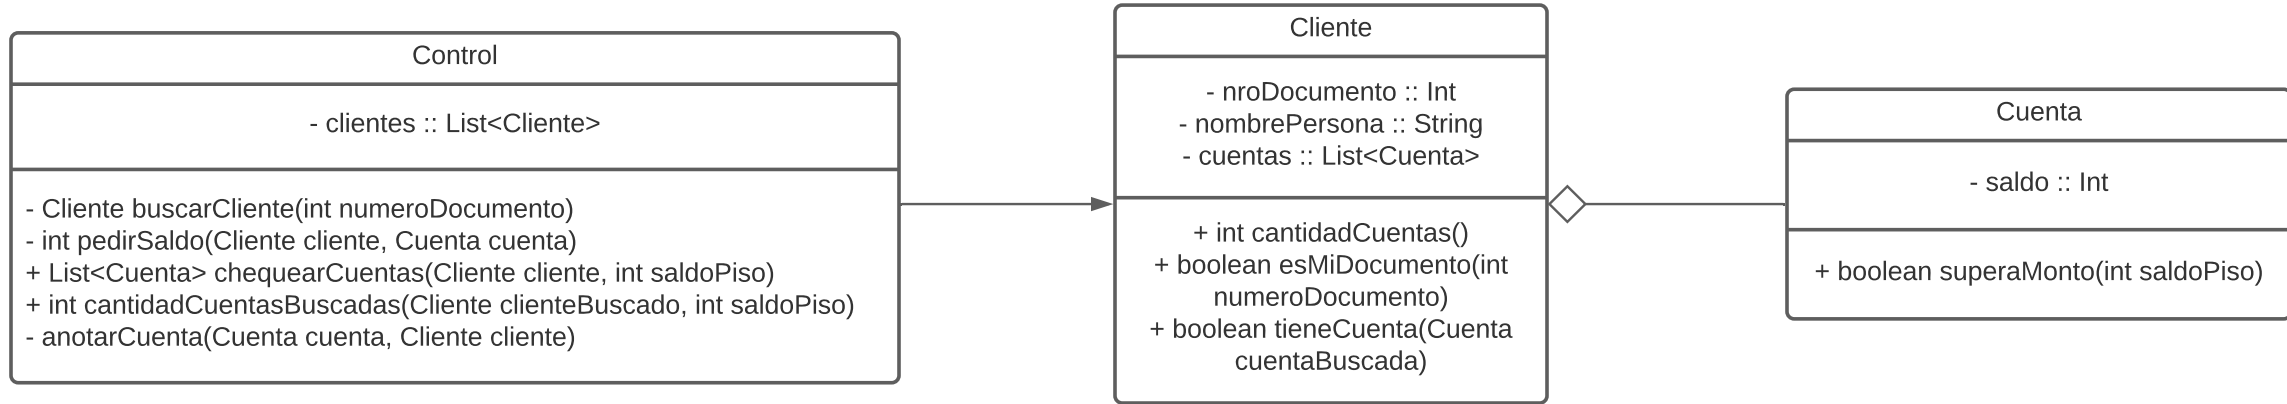 Control
- clientes :: List<Cliente>
- Cliente buscarCliente(int numeroDocumento)
- int pedirSaldo(Cliente cliente, Cuenta cuenta)
+ List<Cuenta> chequearCuentas(Cliente cliente, int saldoPiso)
+ int cantidadCuentasBuscadas(Cliente clienteBuscado, int saldoPiso)
- anotarCuenta(Cuenta cuenta, Cliente cliente)
Cliente
- nroDocumento :: Int
- nombrePersona :: String
- cuentas :: List<Cuenta>
+ int cantidadCuentas()
+ boolean esMiDocumento(int
numeroDocumento)
+ boolean tieneCuenta(Cuenta
cuentaBuscada)
Cuenta
- saldo :: Int
+ boolean superaMonto(int saldoPiso)